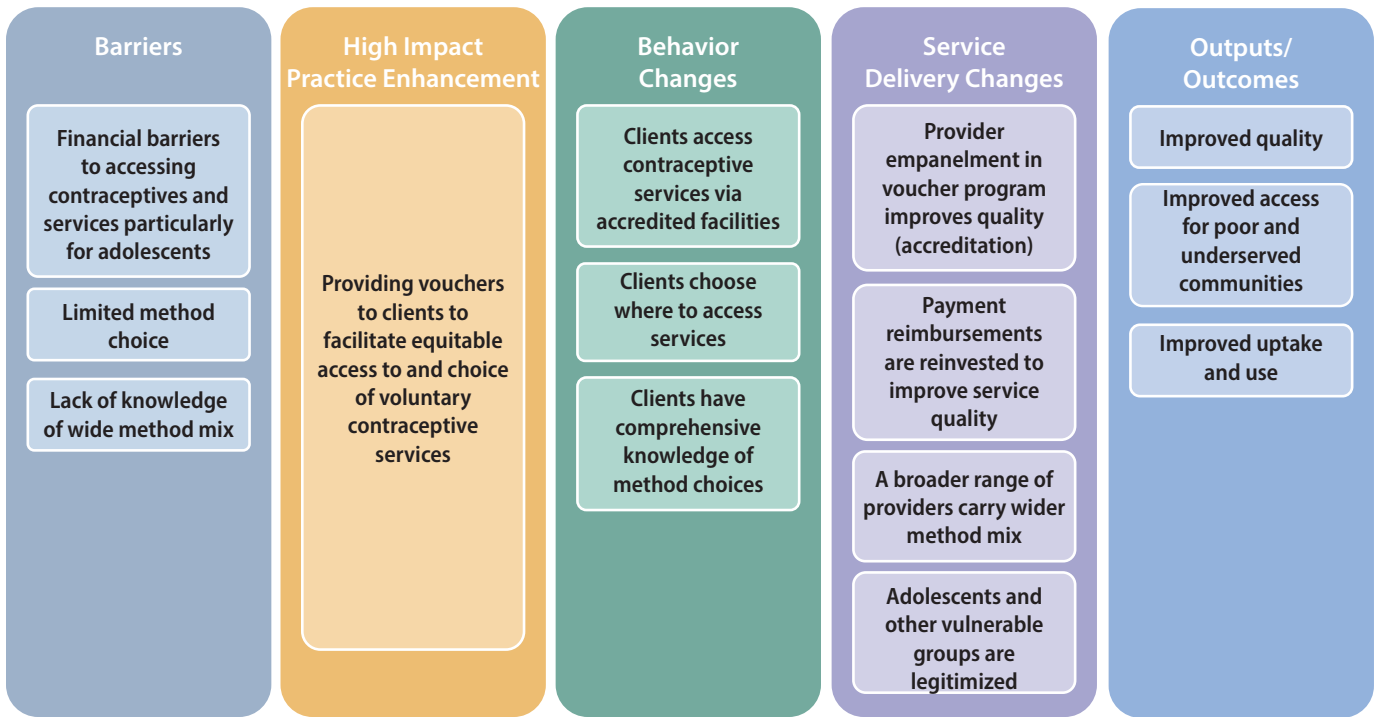 Barriers
Financial barriers
to accessing
contraceptives and
services particularly
for adolescents
Limited method
choice
Lack of knowledge
of wide method mix
High Impact
Practice Enhancement
Providing vouchers
to clients to
facilitate equitable
access to and choice
of voluntary
contraceptive
services
Behavior
Changes
Clients access
contraceptive
services via
accredited facilities
Clients choose
where to access
services
Clients have
comprehensive
knowledge of
method choices
Service
Delivery Changes
Provider
empanelment in
voucher program
improves quality
(accreditation)
Payment
reimbursements
are reinvested to
improve service
quality
A broader range of
providers carry wider
method mix
Adolescents and
other vulnerable
groups are
legitimized
Outputs/
Outcomes
Improved quality
Improved access
for poor and
underserved
communities
Improved uptake
and use